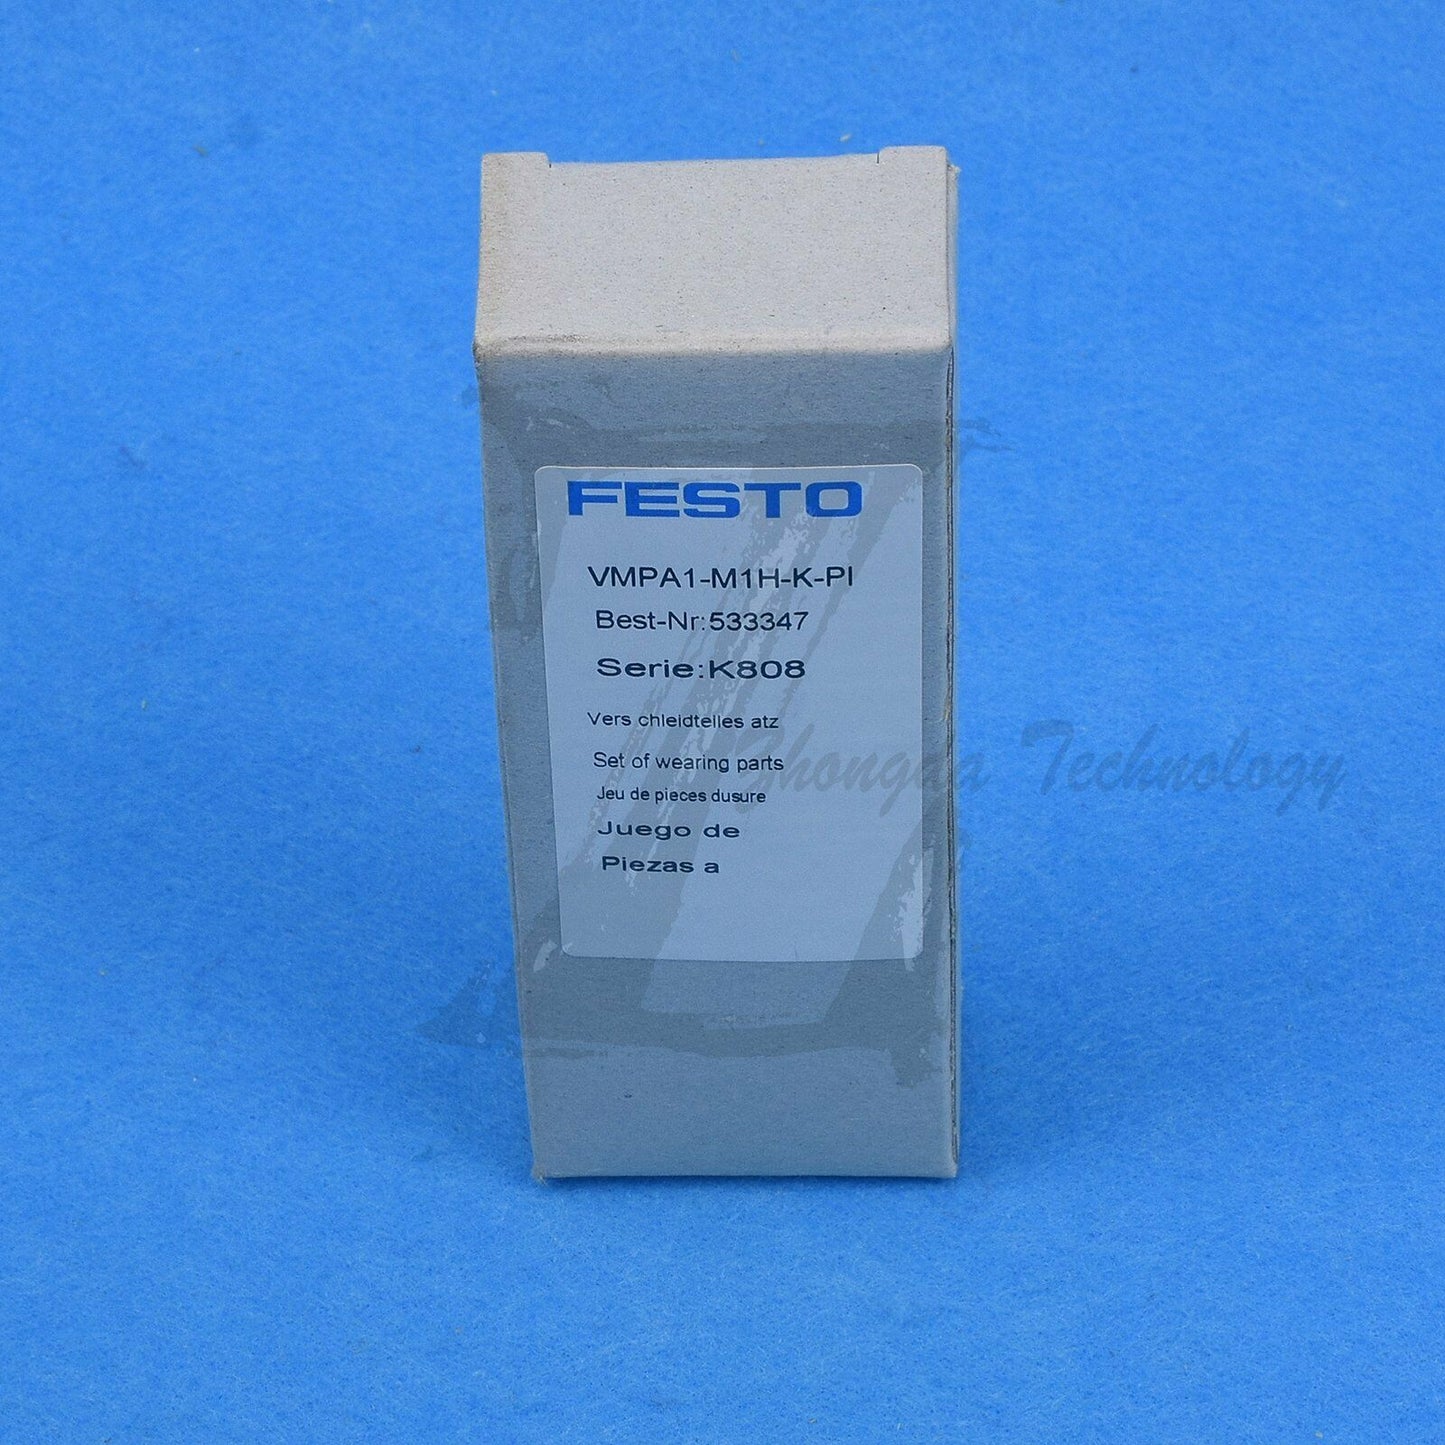 FESTO
VMPA1-M1H-K-PI
Best-Nr:533347
Serie:K808
Vers chleidtelles atz
Set of wearing parts
Jeu de pieces dusure
Juego de
Piezas a
Zhongda Technology